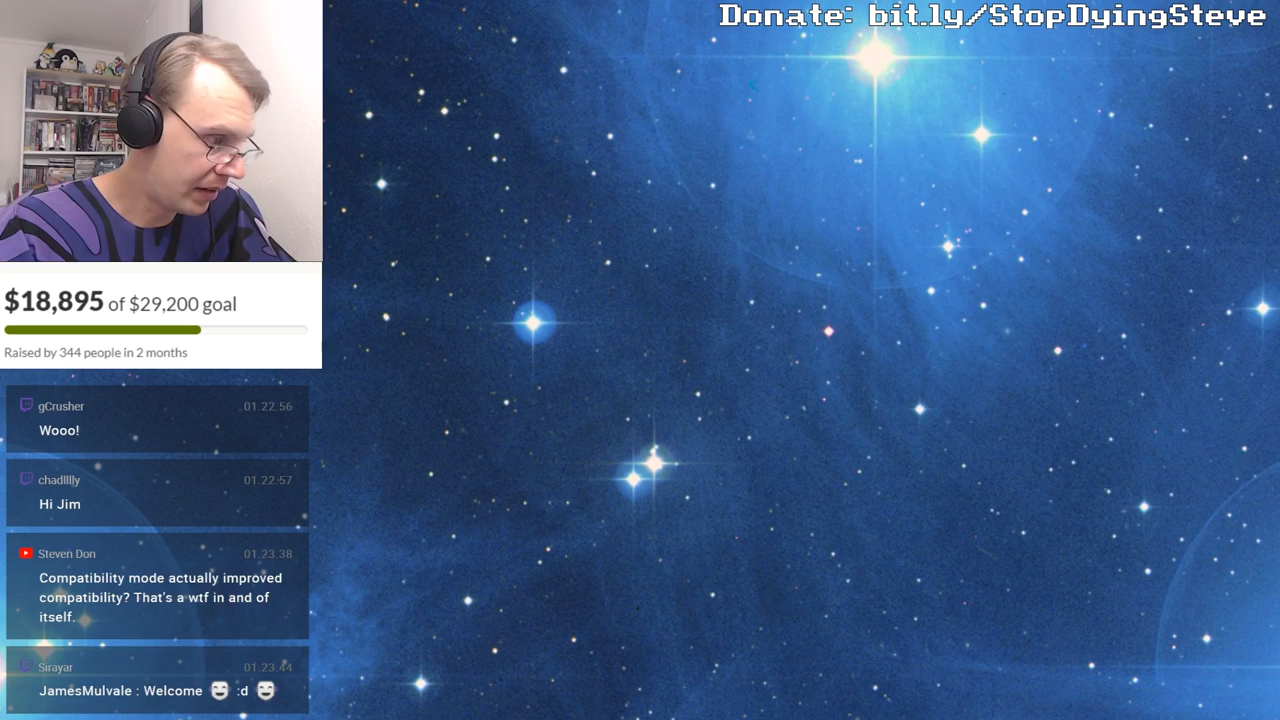 Donate: bit.ly/StopDyingSteve
$18,895 of $29,200 goal
Raised by 344 people in 2 months
gCrusher 01.22.56
Wooo!
chadlllly 01.22.57
Hi Jim
Steven Don 01.23.38
Compatibility mode actually improved
compatibility? That's a wtf in and of
itself.
Sirayar 01.23.44
JamesMulvale : Welcome :d